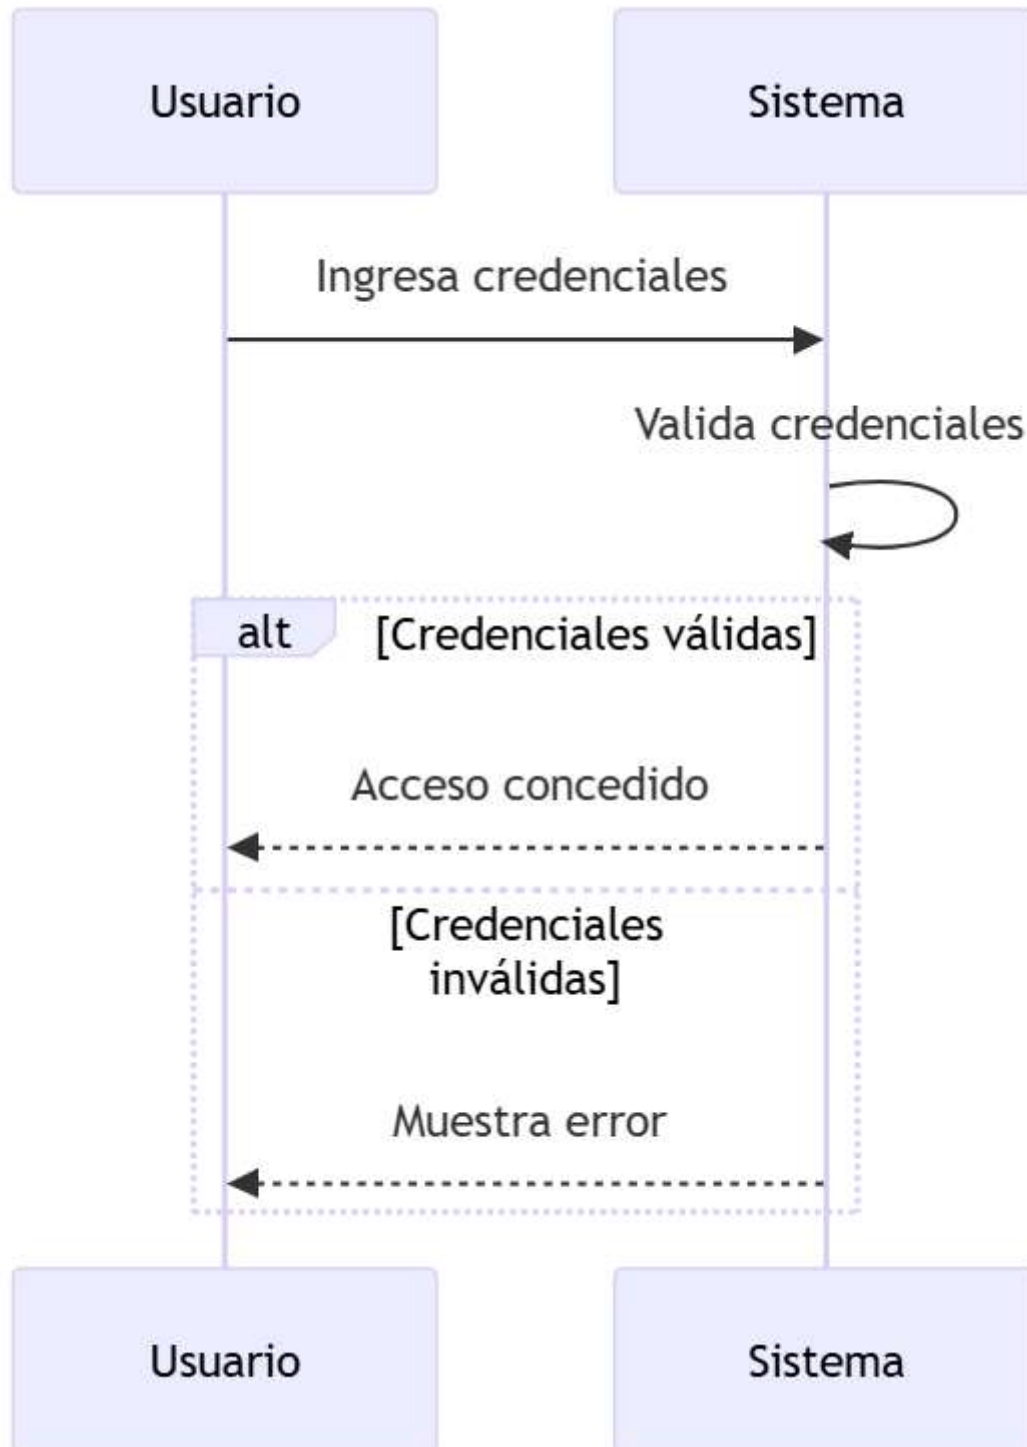 Usuario
Sistema
Ingresa credenciales
Valida credenciales
alt
[Credenciales válidas]
Acceso concedido
[Credenciales
inválidas]
Muestra error
Usuario
Sistema